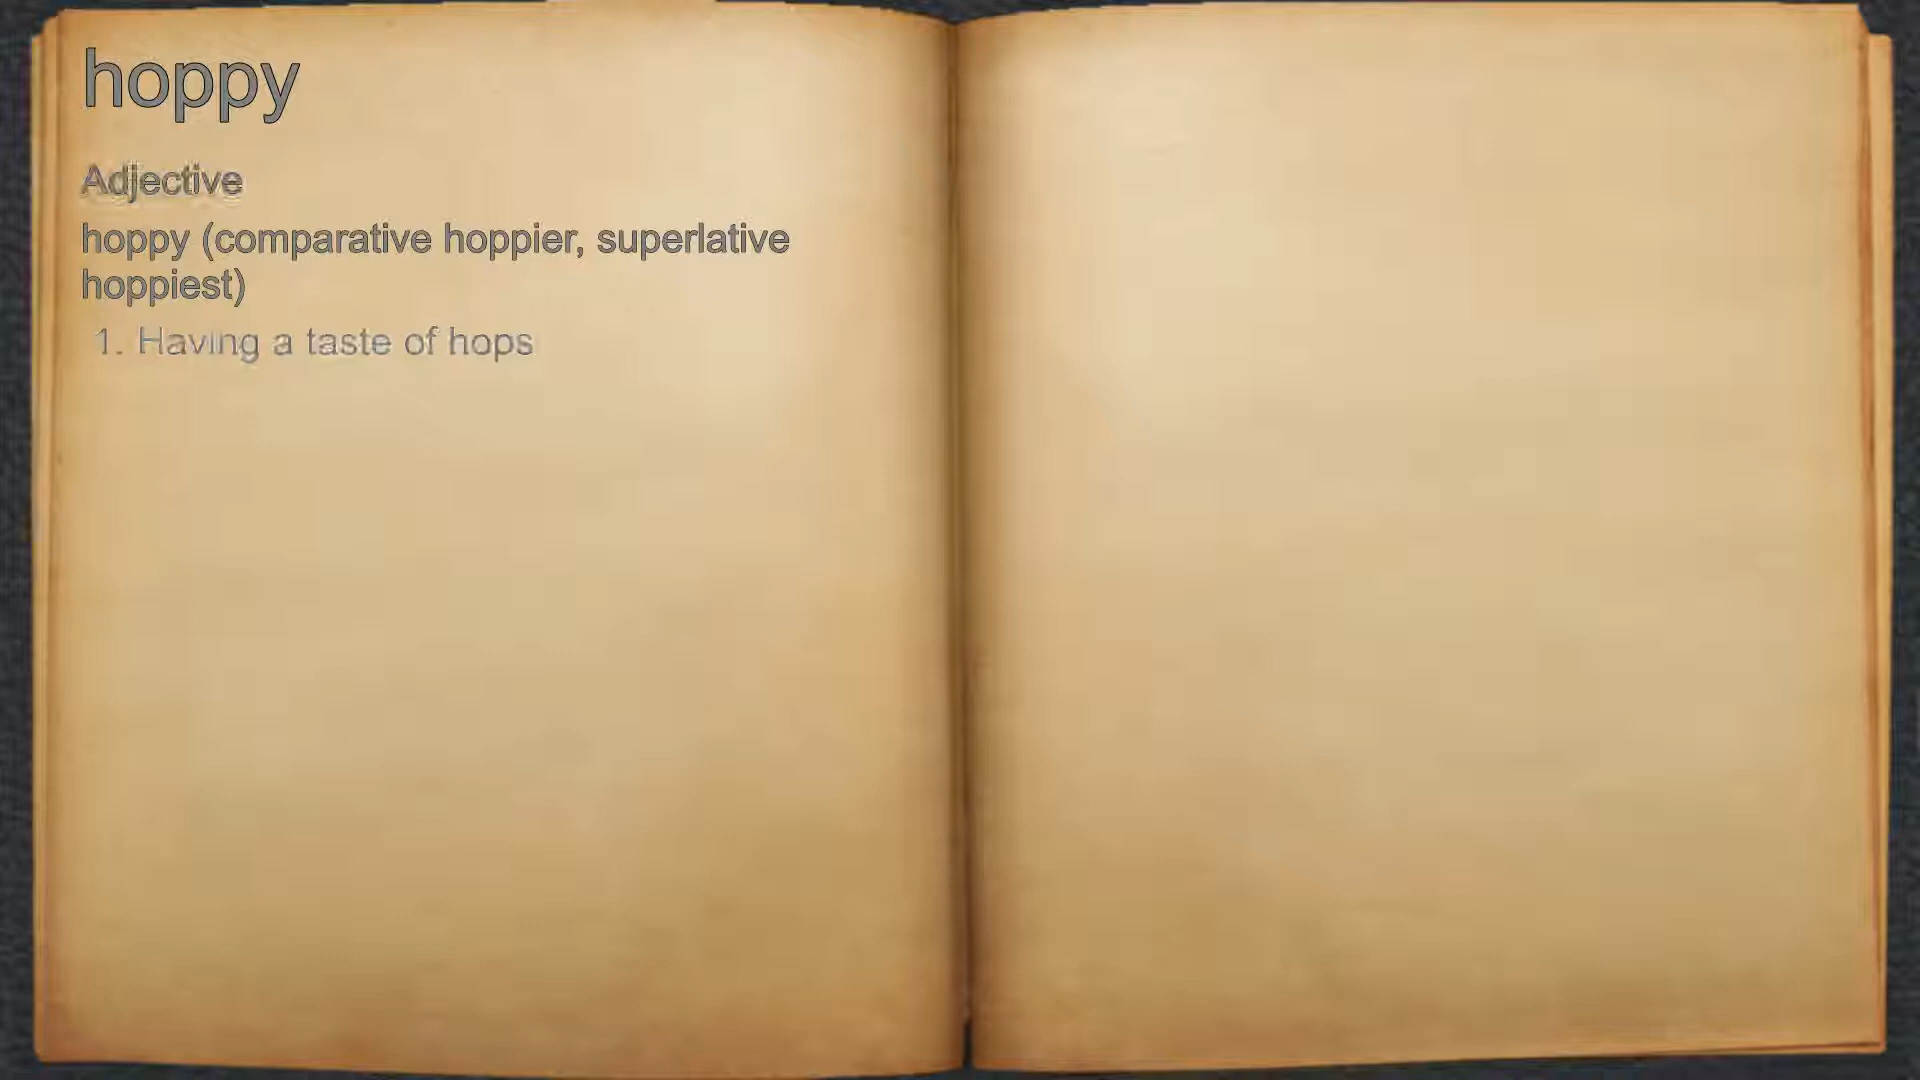 hoppy
Adjective
hoppy (comparative hoppier, superlative
hoppiest)
1. Having a taste of hops